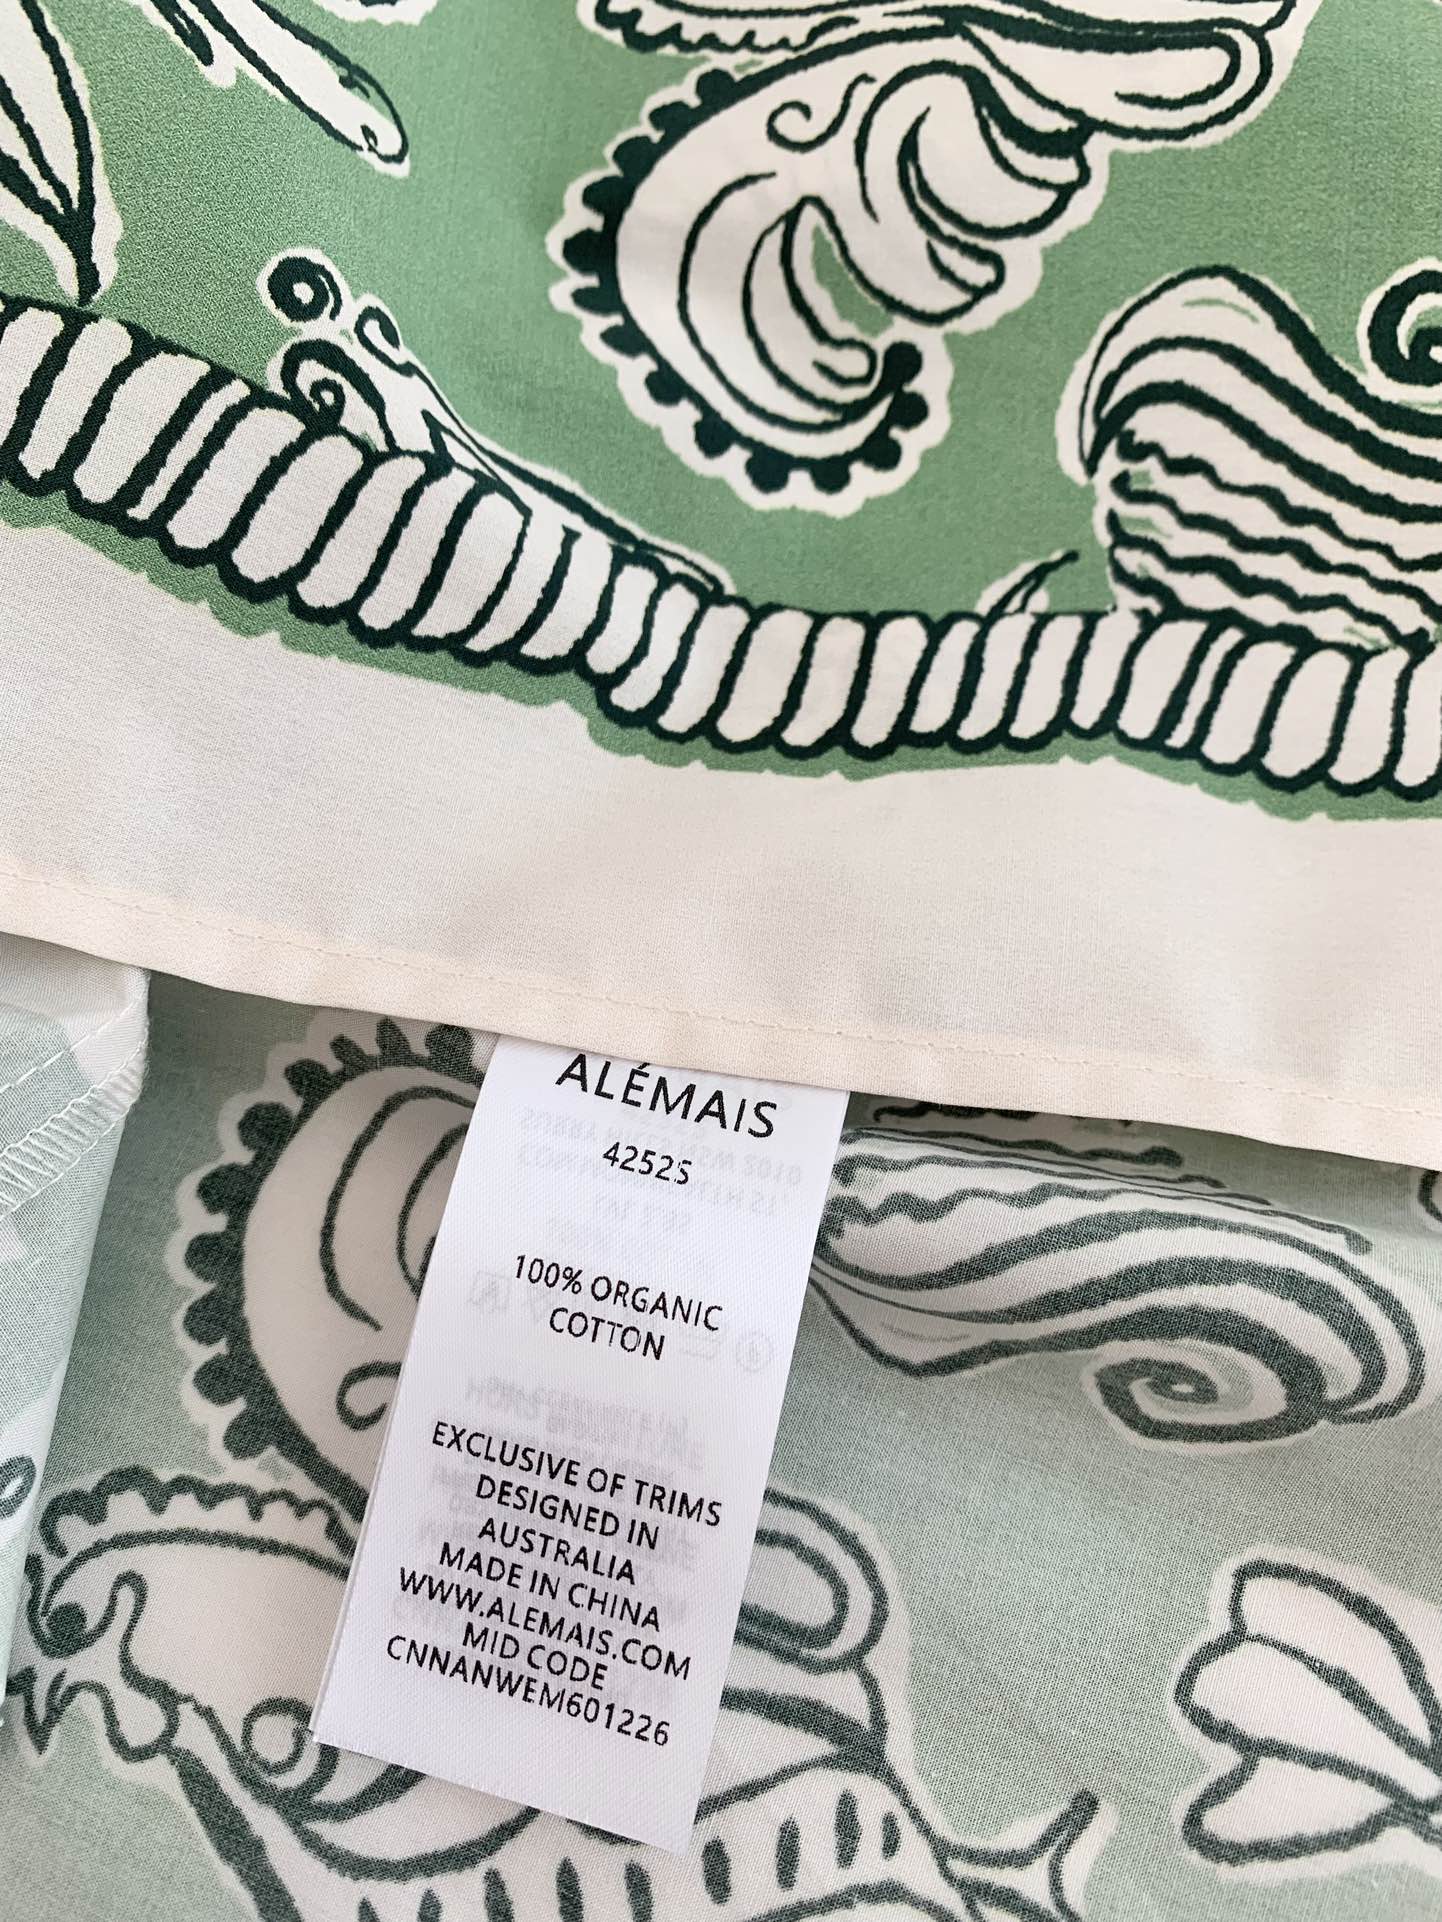 ALÉMAIS
4252S
100% ORGANIC
COTTON
EXCLUSIVE OF TRIMS
DESIGNED IN
AUSTRALIA
MADE IN CHINA
WWW.ALEMAIS.COM
MID CODE
CNNANWEM601226